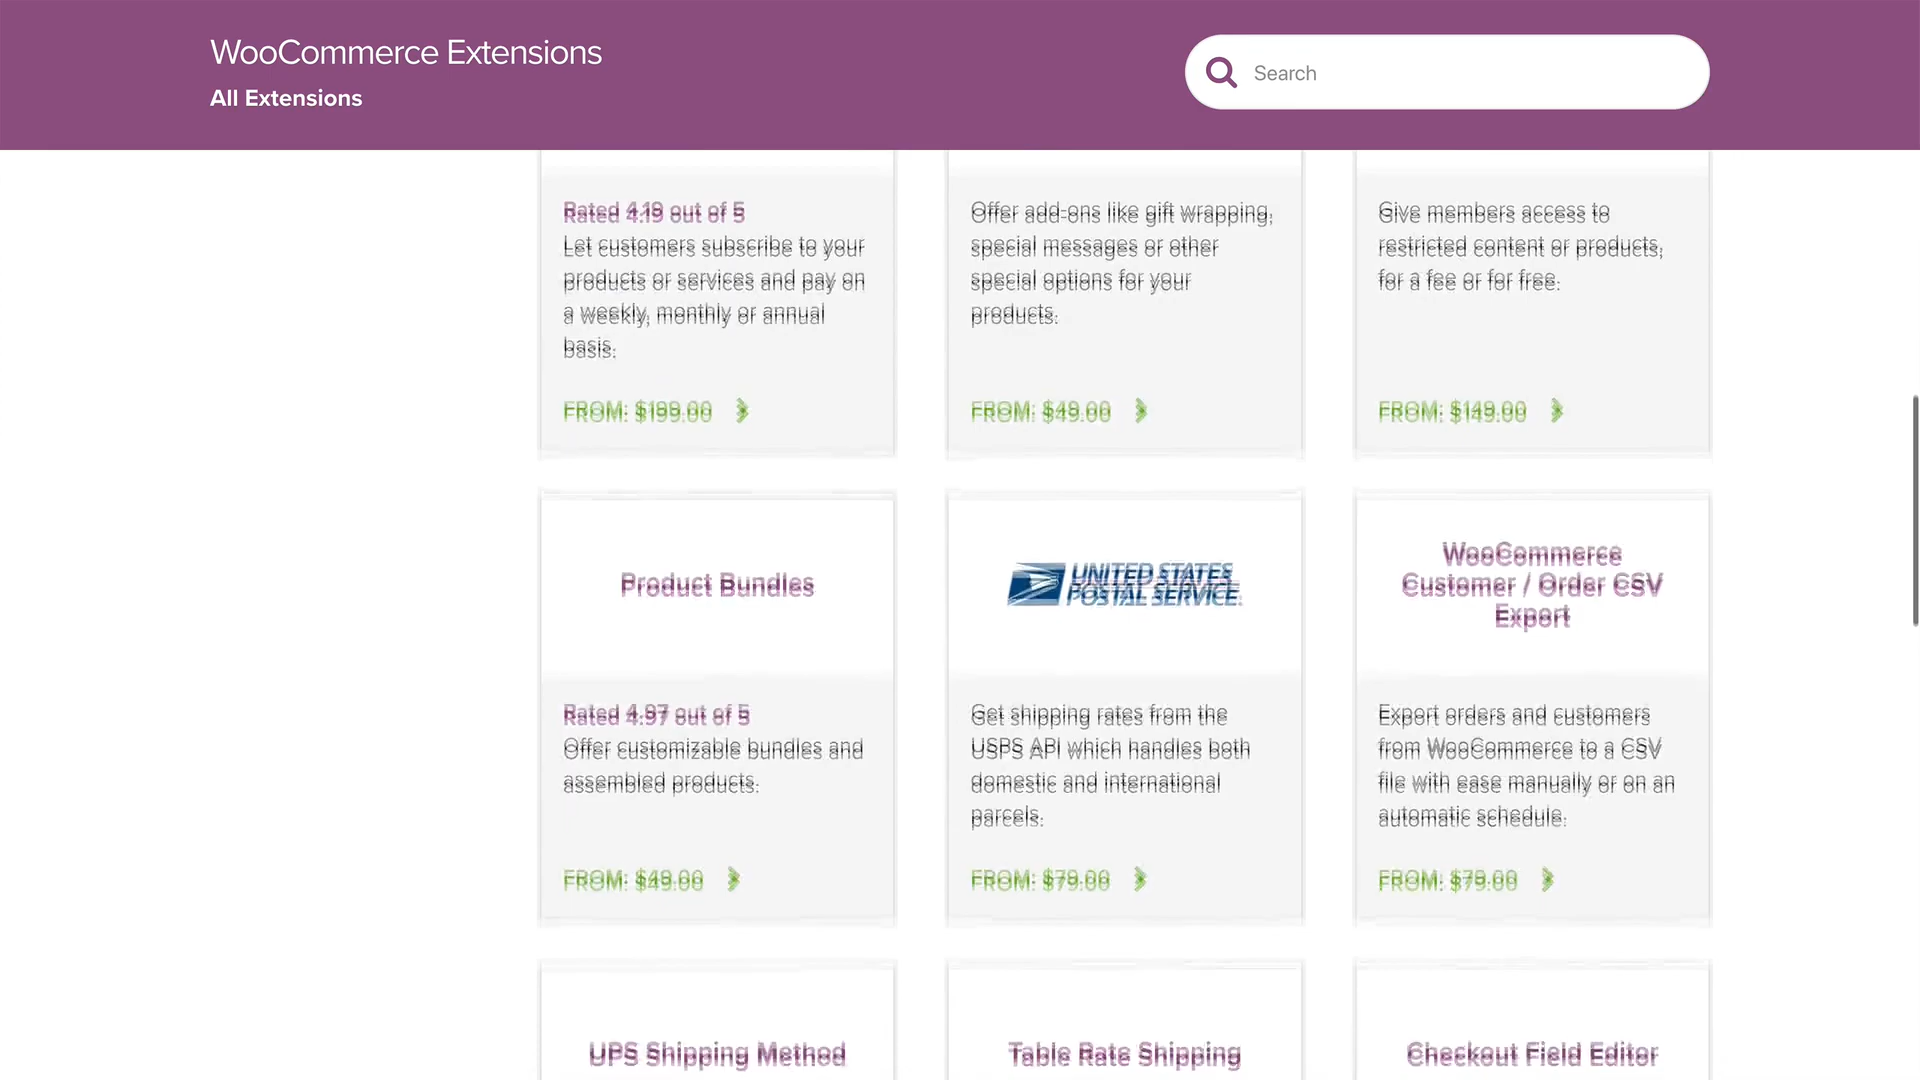 WooCommerce Extensions
All Extensions
Search
Rated 4.19 out of 5
Let customers subscribe to your
products or services and pay on
a weekly, monthly or annual
basis.
FROM: $199.00
Offer add-ons like gift wrapping,
special messages or other
special options for your
products.
FROM: $49.00
Give members access to
restricted content or products,
for a fee or for free.
FROM: $149.00
Product Bundles
Rated 4.97 out of 5
Offer customizable bundles and
assembled products.
FROM: $49.00
UNITED STATES
POSTAL SERVICE.
Get shipping rates from the
USPS API which handles both
domestic and international
parcels.
FROM: $79.00
WooCommerce
Customer / Order CSV
Export
Export orders and customers
from WooCommerce to a CSV
file with ease manually or on an
automatic schedule.
FROM: $79.00
UPS Shipping Method
Table Rate Shipping
Checkout Field Editor